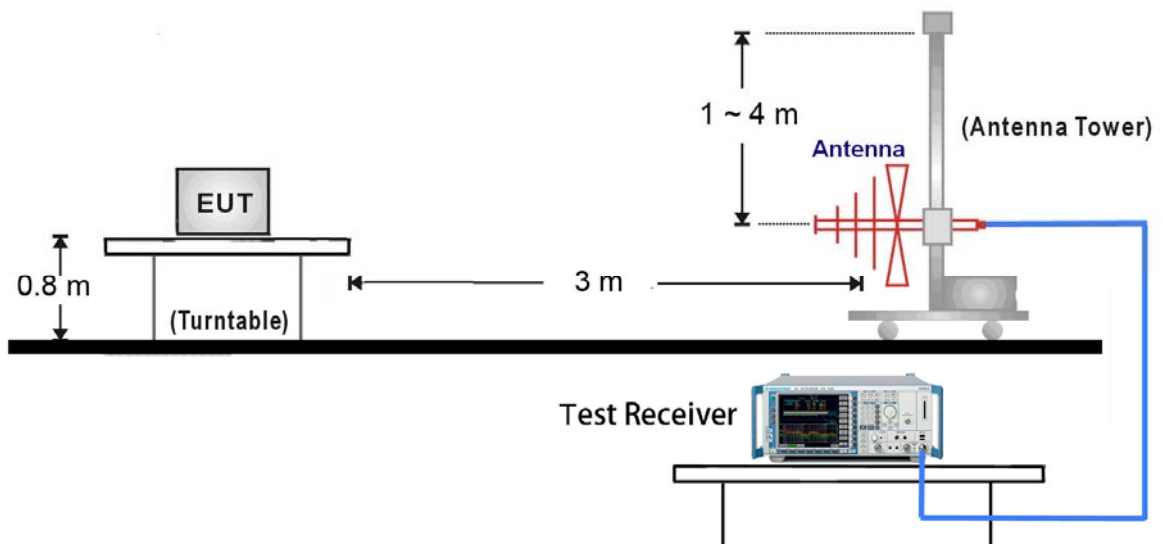 1 ~ 4 m
(Antenna Tower)
Antenna
EUT
0.8 m
3 m
(Turntable)
Test Receiver